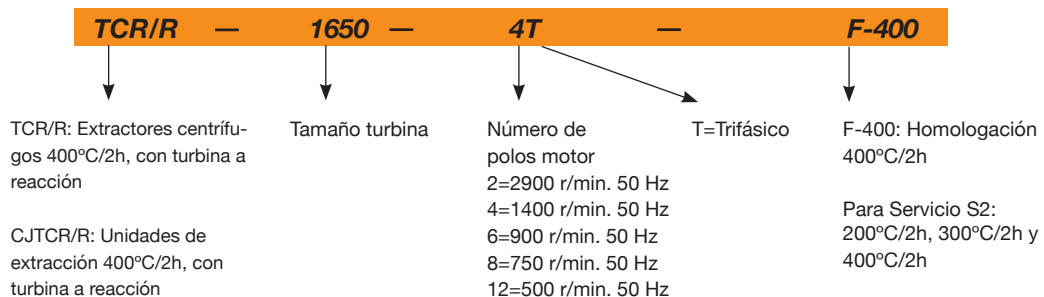 TCR/R — 1650 — 4T — F-400
TCR/R: Extractores centrífu-
gos 400ºC/2h, con turbina a
reacción
CJTCR/R: Unidades de
extracción 400ºC/2h, con
turbina a reacción
Tamaño turbina
Número de
polos motor
2=2900 r/min. 50 Hz
4=1400 r/min. 50 Hz
6=900 r/min. 50 Hz
8=750 r/min. 50 Hz
12=500 r/min. 50 Hz
T=Trifásico
F-400: Homologación
400ºC/2h
Para Servicio S2:
200ºC/2h, 300ºC/2h y
400ºC/2h